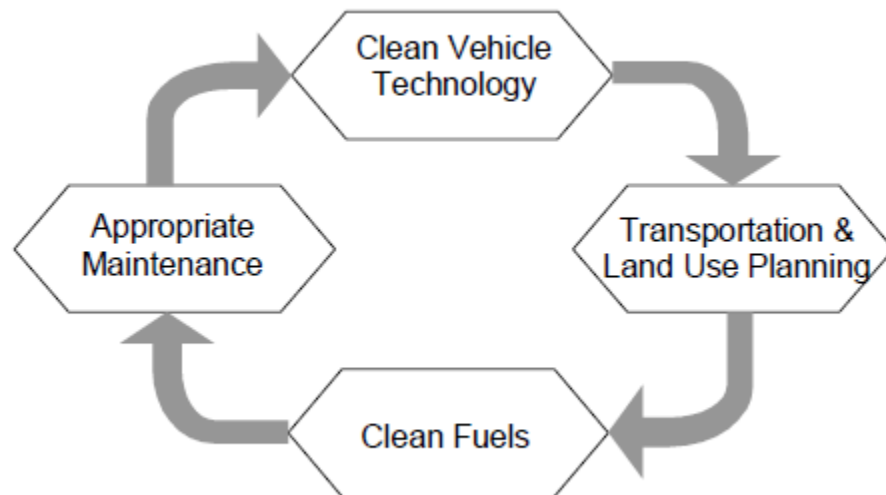 Clean Vehicle
Technology
Appropriate
Maintenance
Transportation &
Land Use Planning
Clean Fuels